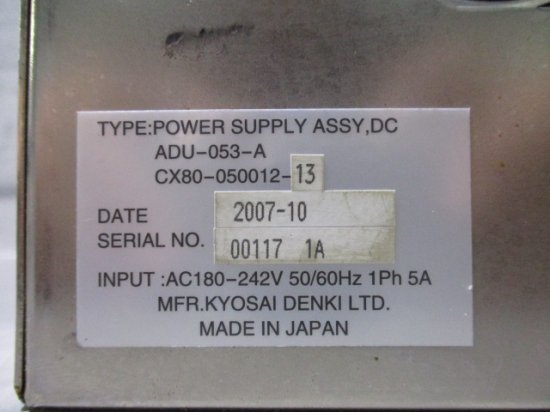 TYPE:POWER SUPPLY ASSY,DC
ADU-053-A
CX80-050012-13
DATE 2007-10
SERIAL NO. 00117 1A
INPUT :AC180-242V 50/60Hz 1Ph 5A
MFR.KYOSAI DENKI LTD.
MADE IN JAPAN